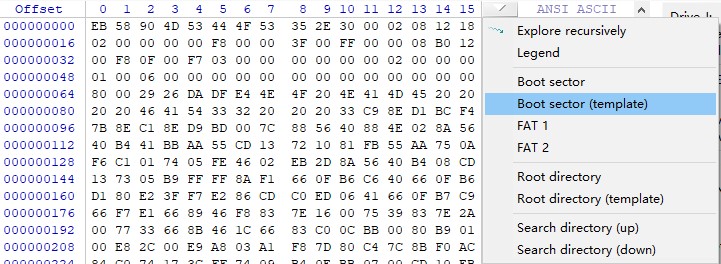 Offset 0 1 2 3 4 5 6 7 8 9 10 11 12 13 14 15 ANSI ASCII
000000000 EB 58 90 4D 53 44 4F 53 35 2E 30 00 02 08 12 18
000000016 02 00 00 00 00 F8 00 00 3F 00 FF 00 00 08 B0 12
000000032 00 F8 0F 00 F7 03 00 00 00 00 00 00 02 00 00 00
000000048 01 00 06 00 00 00 00 00 00 00 00 00 00 00 00 00
000000064 80 00 29 26 DA DF E4 4E 4F 20 4E 41 4D 45 20 20
000000080 20 20 46 41 54 33 32 20 20 20 33 C9 8E D1 BC F4
000000096 7B 8E C1 8E D9 BD 00 7C 88 56 40 88 4E 02 8A 56
000000112 40 B4 41 BB AA 55 CD 13 72 10 81 FB 55 AA 75 0A
000000128 F6 C1 01 74 05 FE 46 02 EB 2D 8A 56 40 B4 08 CD
000000144 13 73 05 B9 FF FF 8A F1 66 0F B6 C6 40 66 0F B6
000000160 D1 80 E2 3F F7 E2 86 CD C0 ED 06 41 66 0F B7 C9
000000176 66 F7 E1 66 89 46 F8 83 7E 16 00 75 39 83 7E 2A
000000192 00 77 33 66 8B 46 1C 66 83 C0 0C BB 00 80 B9 01
000000208 00 E8 2C 00 E9 A8 03 A1 F8 7D 80 C4 7C 8B F0 AC
Explore recursively
Legend
Boot sector
Boot sector (template)
FAT 1
FAT 2
Root directory
Root directory (template)
Search directory (up)
Search directory (down)